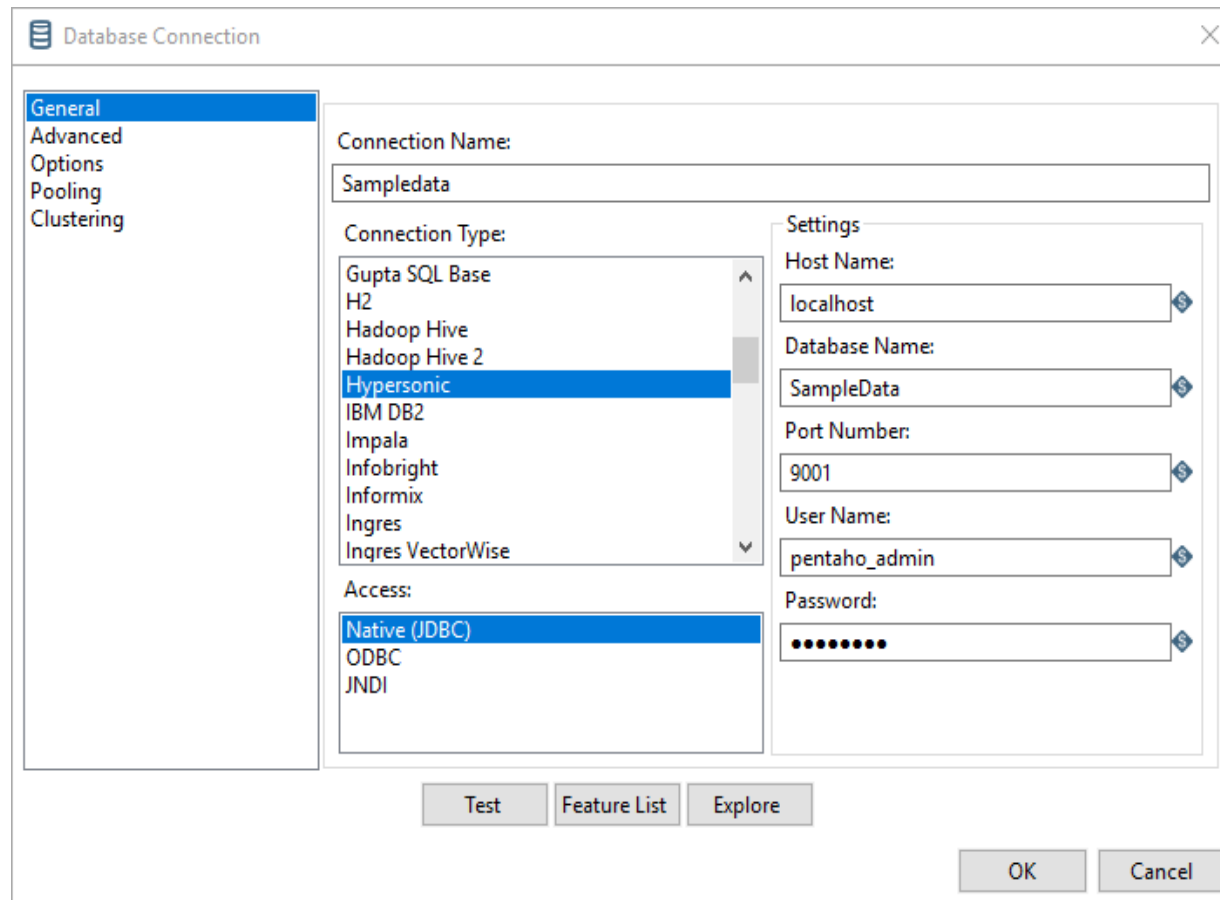 Database Connection
General
Advanced
Options
Pooling
Clustering
Connection Name:
Sampledata
Connection Type:
Gupta SQL Base
H2
Hadoop Hive
Hadoop Hive 2
Hypersonic
IBM DB2
Impala
Infobright
Informix
Ingres
Ingres VectorWise
Access:
Native (JDBC)
ODBC
JNDI
Settings
Host Name:
localhost
Database Name:
SampleData
Port Number:
9001
User Name:
pentaho_admin
Password:
●●●●●●●●
Test
Feature List
Explore
OK
Cancel